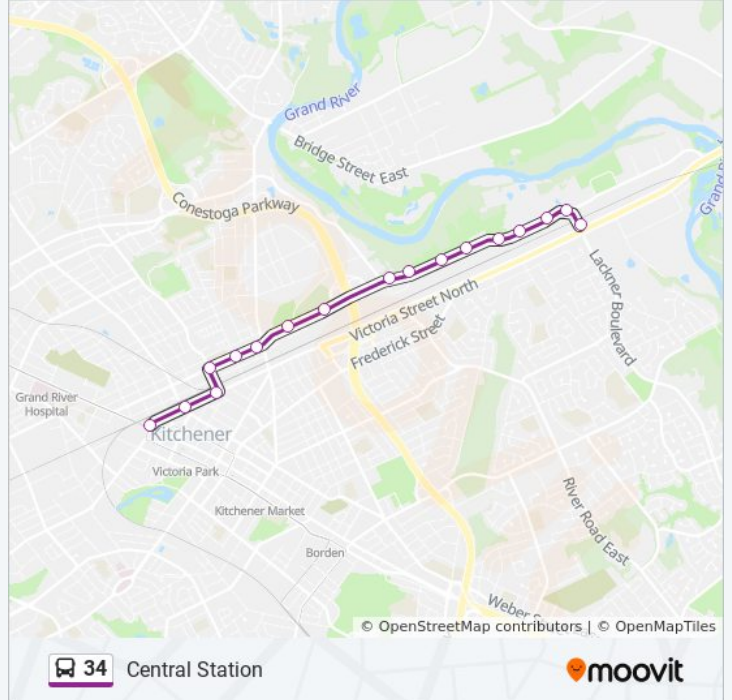 Grand River
Bridge Street East
Conestoga Parkway
Grand
Lackner Boulevard
Victoria Street North
Frederick Street
Grand River
Hospital
Kitchener
Victoria Park
Kitchener Market
River Road East
Borden
Weber
© OpenStreetMap contributors | © OpenMapTiles
34 Central Station
moovit